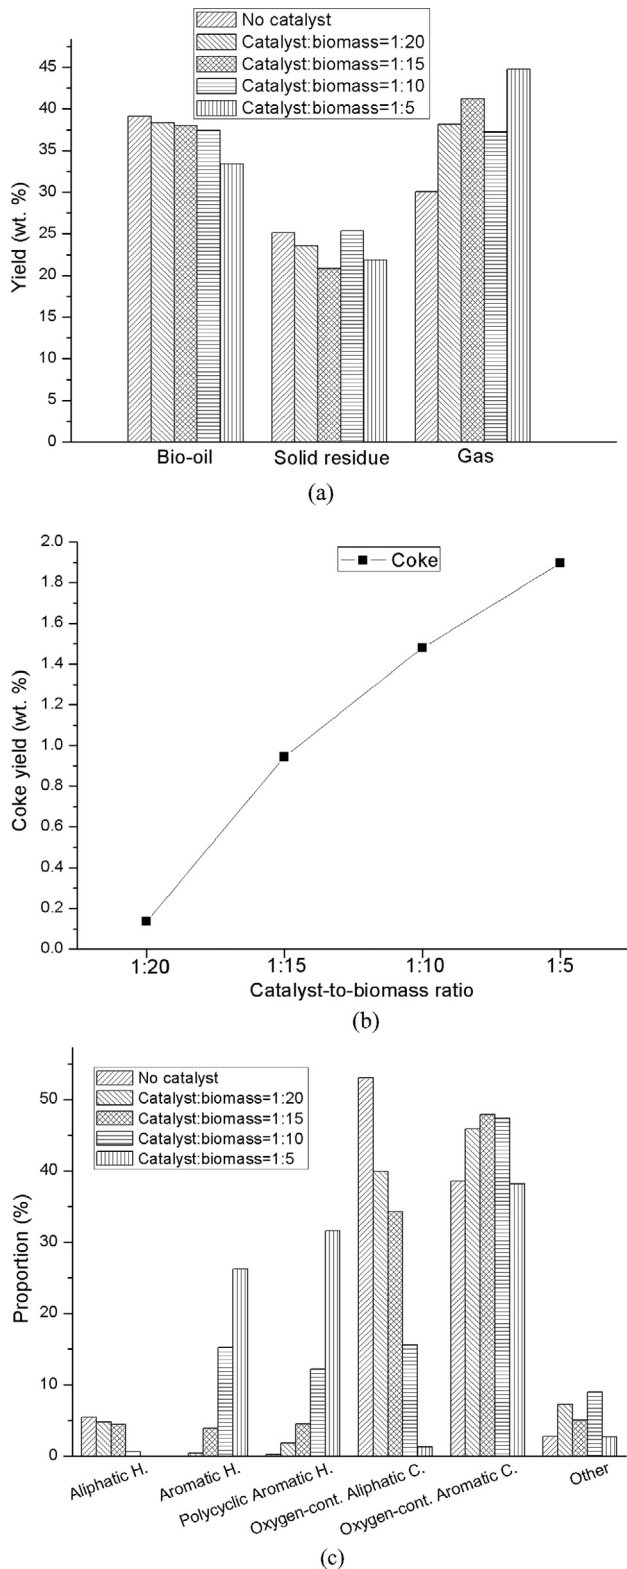 No catalyst
Catalyst:biomass=1:20
Catalyst:biomass=1:15
Catalyst:biomass=1:10
Catalyst:biomass=1:5
45
40
35
30
25
20
15
10
5
0
Yield (wt. %)
Bio-oil Solid residue Gas
(a)
2.0
1.8
1.6
1.4
1.2
1.0
0.8
0.6
0.4
0.2
0.0
Coke yield (wt. %)
Coke
1:20 1:15 1:10 1:5
Catalyst-to-biomass ratio
(b)
No catalyst
Catalyst:biomass=1:20
Catalyst:biomass=1:15
Catalyst:biomass=1:10
Catalyst:biomass=1:5
50
40
30
20
10
0
Proportion (%)
Aliphatic H.
Aromatic H.
Polycyclic Aromatic H.
Oxygen-cont. Aliphatic C.
Oxygen-cont. Aromatic C.
Other
(c)